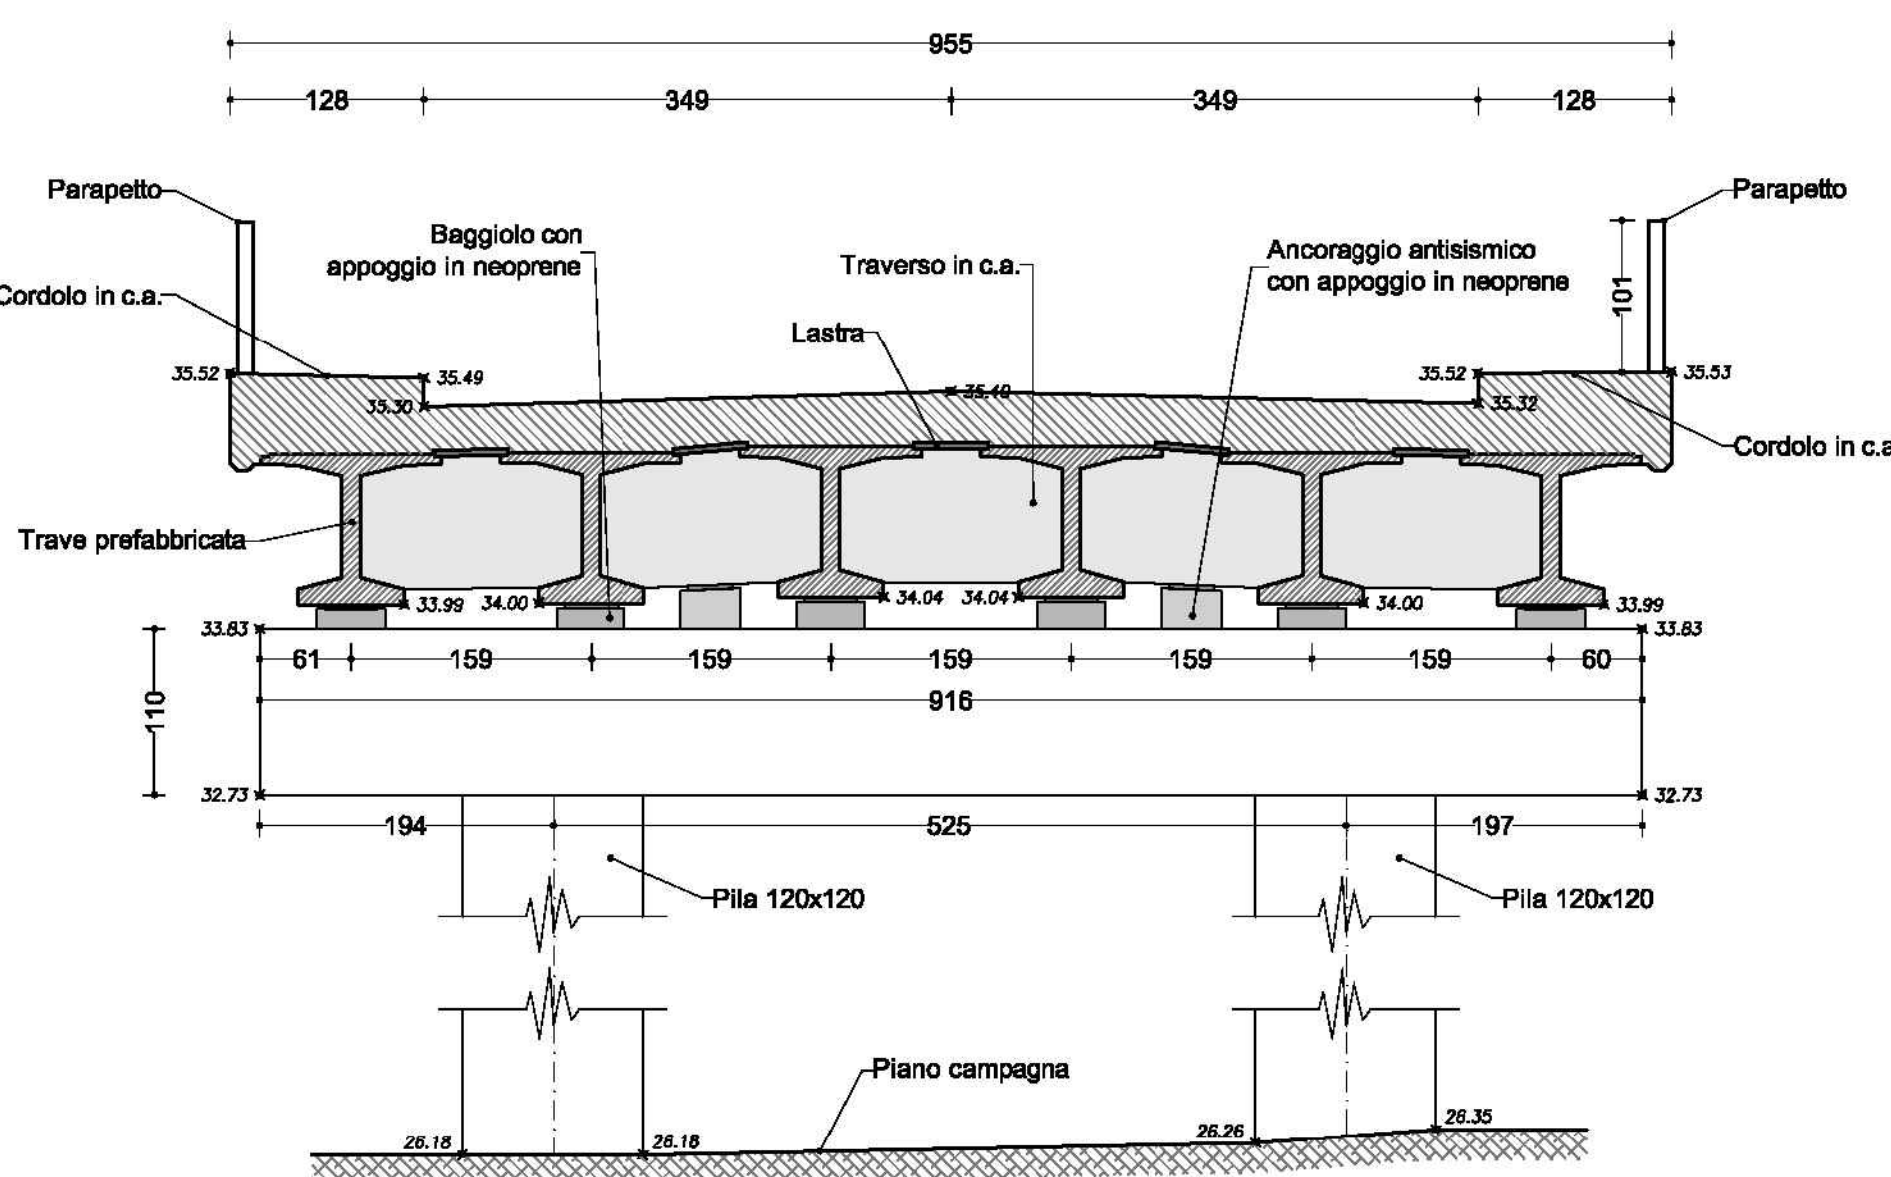 955
128 349 349 128
Parapetto
Parapetto
Baggiolo con
appoggio in neoprene
Traverso in c.a.
Ancoraggio antisismico
con appoggio in neoprene
Cordolo in c.a.
101
Lastra
35.52 35.49 35.30 35.40 35.52 35.32 35.53
Cordolo in c.a
Trave prefabbricata
33.99 34.00 34.04 34.04 34.00 33.99
33.83 33.83
61 159 159 159 159 159 60
916
110
32.73 32.73
194 525 197
Pila 120x120
Pila 120x120
Piano campagna
26.18 26.18 26.26 26.35